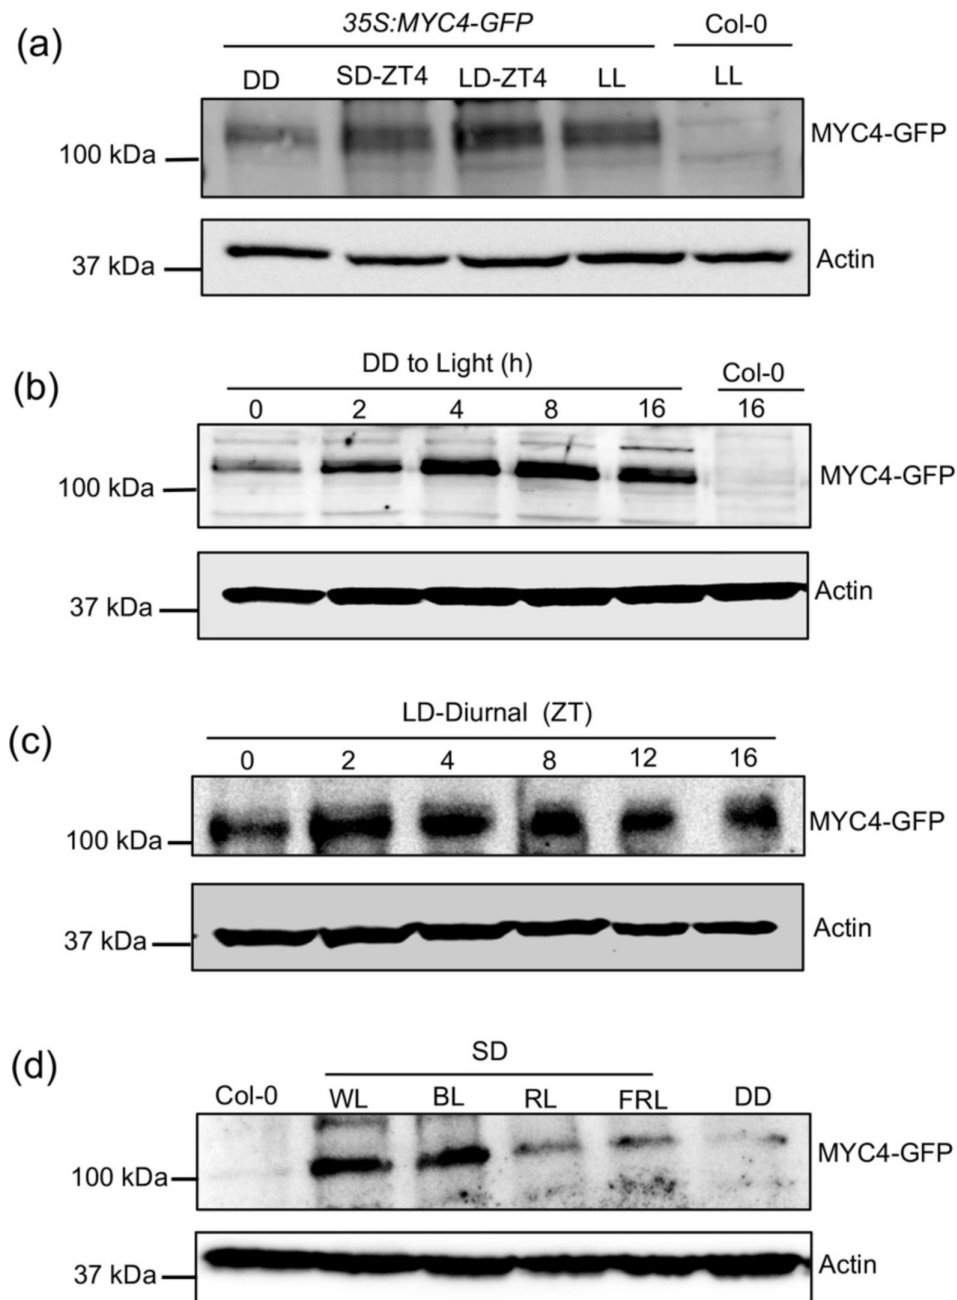 (a)
35S:MYC4-GFP Col-0
DD SD-ZT4 LD-ZT4 LL LL
100 kDa MYC4-GFP
37 kDa Actin
(b)
DD to Light (h) Col-0
0 2 4 8 16 16
100 kDa MYC4-GFP
37 kDa Actin
(c)
LD-Diurnal (ZT)
0 2 4 8 12 16
100 kDa MYC4-GFP
37 kDa Actin
(d)
SD
Col-0 WL BL RL FRL DD
100 kDa MYC4-GFP
37 kDa Actin